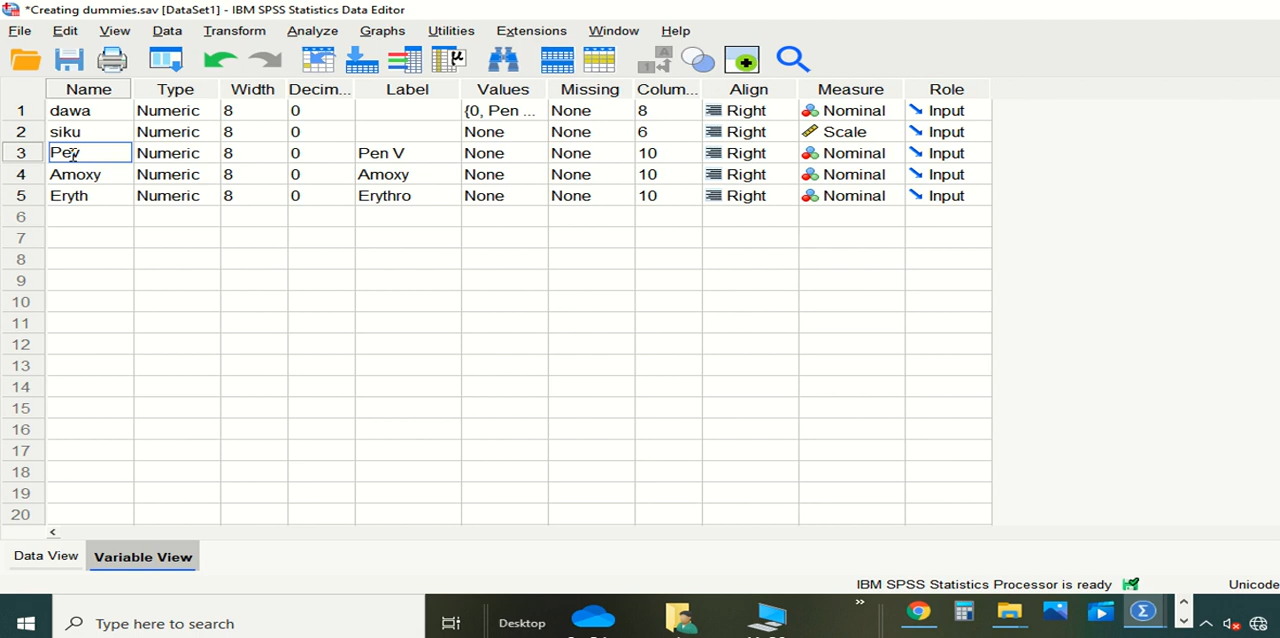 *Creating dummies.sav [DataSet1] - IBM SPSS Statistics Data Editor
File Edit View Data Transform Analyze Graphs Utilities Extensions Window Help
Name Type Width Decim... Label Values Missing Colum... Align Measure Role
1 dawa Numeric 8 0 {0, Pen ... None 8 Right Nominal Input
2 siku Numeric 8 0 None None 6 Right Scale Input
3 Numeric 8 0 Pen V None None 10 Right Nominal Input
4 Amoxy Numeric 8 0 Amoxy None None 10 Right Nominal Input
5 Eryth Numeric 8 0 Erythro None None 10 Right Nominal Input
6
7
8
9
10
11
12
13
14
15
16
17
18
19
20
Data View Variable View
IBM SPSS Statistics Processor is ready Unicode
Type here to search Desktop